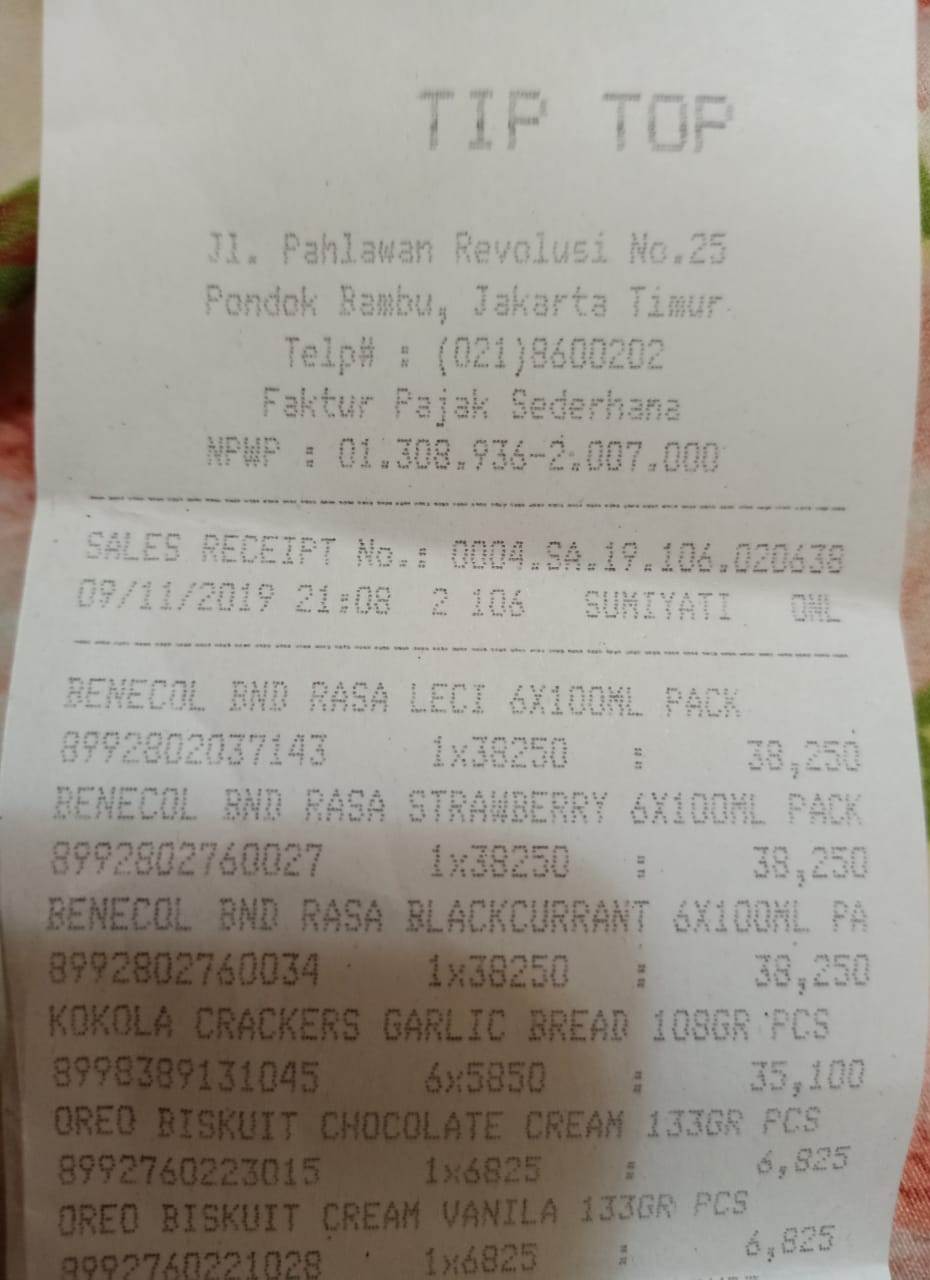 TIP TOP
Jl. Pahlawan Revolusi No.25
Pondok Bambu, Jakarta Timur
Telp# : (021)8600202
Faktur Pajak Sederhana
NPWP : 01.308.936-2.007.000
SALES RECEIPT No.: 0004.SA.19.106.020638
09/11/2019 21:08 2 106 SUMIYATI OWL
BENECOL BND RASA LECI 6X100ML PACK
8992802037143 1x38250 : 38,250
BENECOL BND RASA STRAWBERRY 6X100ML PACK
8992802760027 1x38250 : 38,250
BENECOL BND RASA BLACKCURRANT 6X100ML PA
8992802760034 1x38250 : 38,250
KOKOLA CRACKERS GARLIC BREAD 108GR PCS
8998389131045 6x5850 : 35,100
OREO BISKUIT CHOCOLATE CREAM 133GR PCS
8992760223015 1x6825 : 6,825
OREO BISKUIT CREAM VANILA 133GR PCS
8992760221028 1x6825 : 6,825